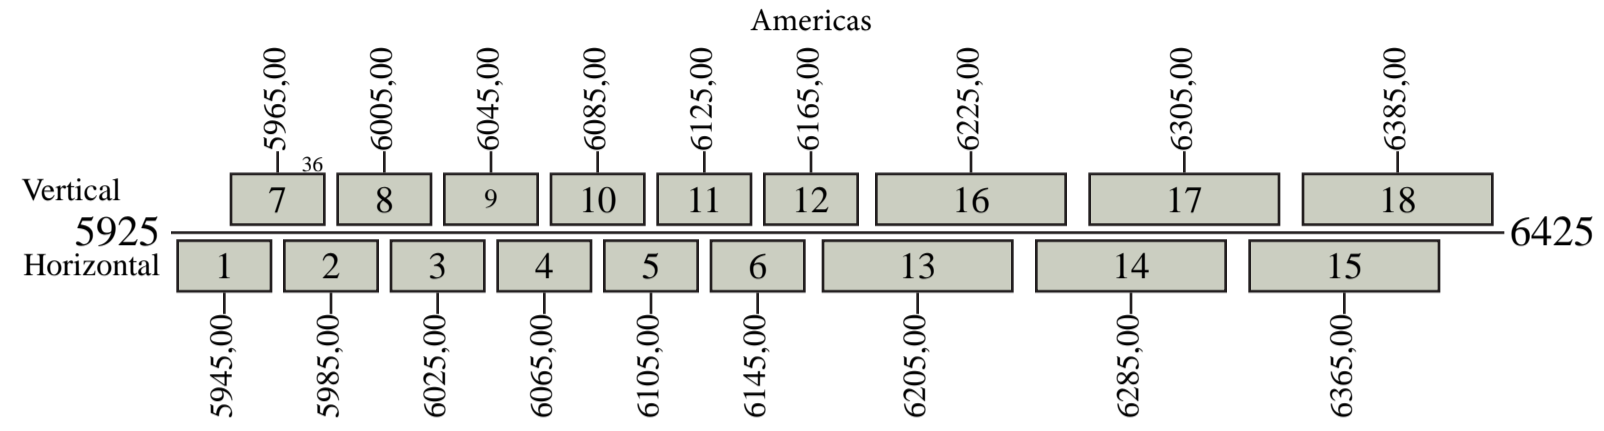 Americas
5965,00 6005,00 6045,00 6085,00 6125,00 6165,00 6225,00 6305,00 6385,00
36
Vertical 7 8 9 10 11 12 16 17 18
5925 6425
Horizontal 1 2 3 4 5 6 13 14 15
5945,00 5985,00 6025,00 6065,00 6105,00 6145,00 6205,00 6285,00 6365,00